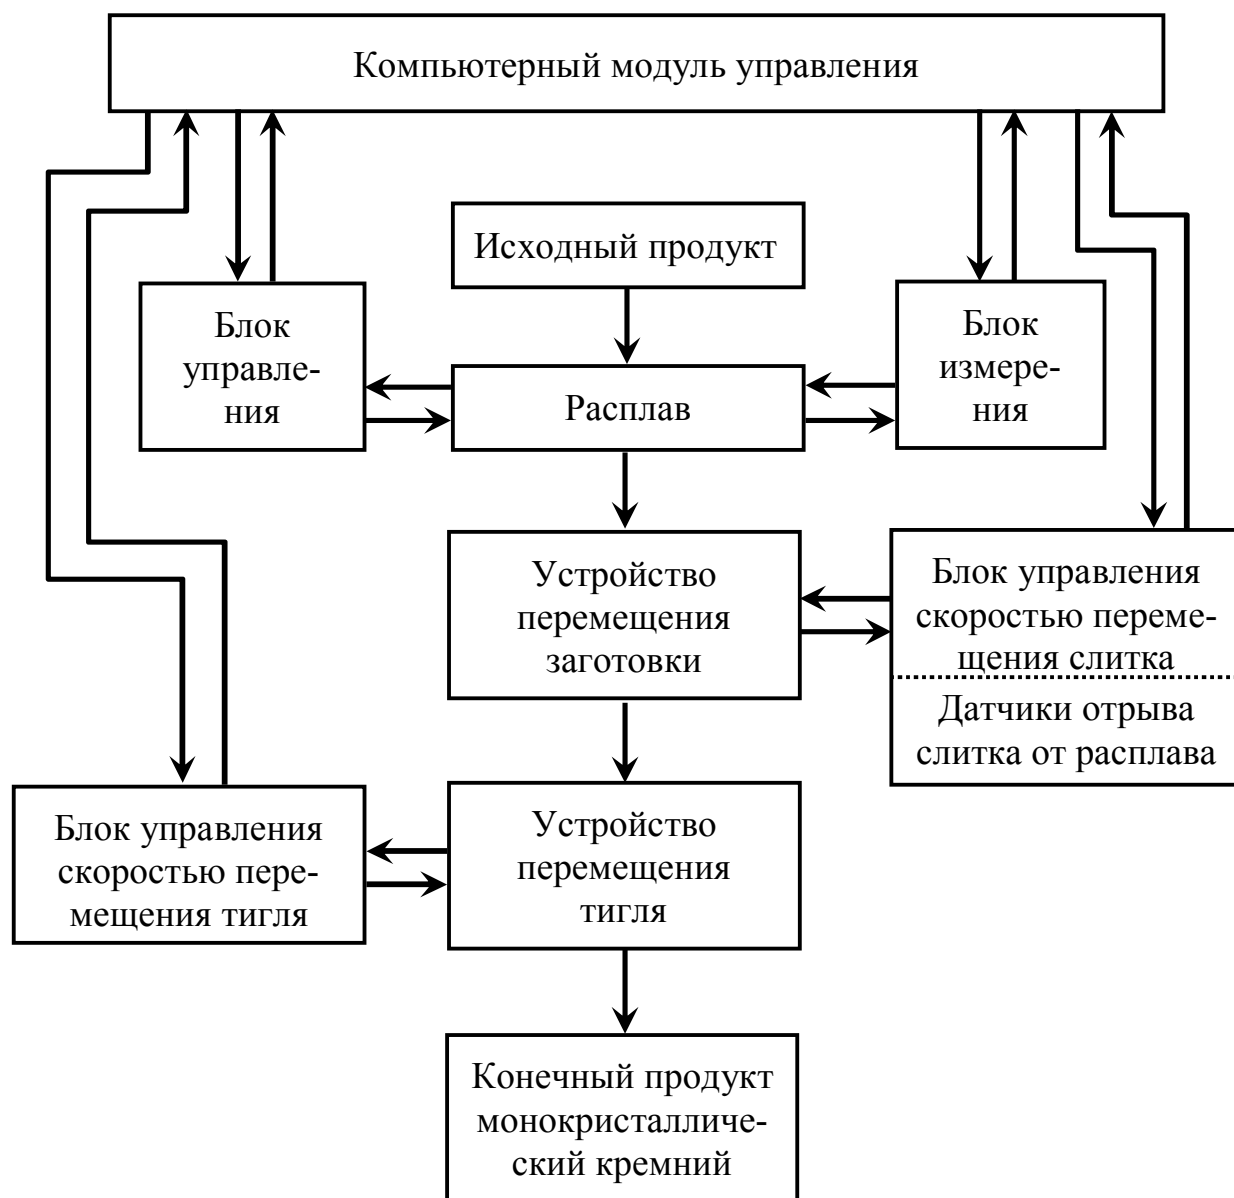 Компьютерный модуль управления
Исходный продукт
Блок
управле-
ния
Расплав
Блок
измере-
ния
Устройство
перемещения
заготовки
Блок управления
скоростью переме-
щения слитка
Датчики отрыва
слитка от расплава
Блок управления
скоростью пере-
мещения тигля
Устройство
перемещения
тигля
Конечный продукт
монокристалличе-
ский кремний